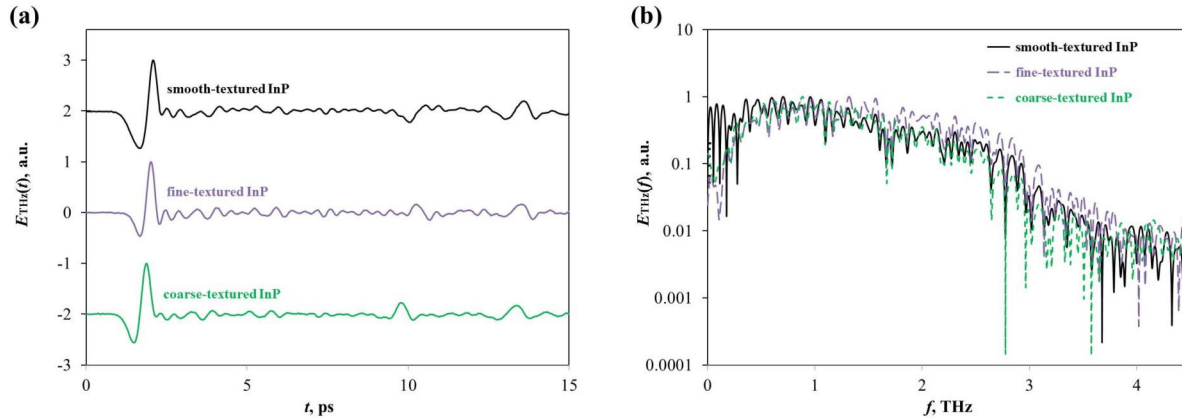 (a)
3
2
1
0
-1
-2
-3
E_THz(t), a.u.
smooth-textured InP
fine-textured InP
coarse-textured InP
0
5
10
15
t, ps
(b)
10
1
0.1
0.01
0.001
0.0001
E_THz(f), a.u.
smooth-textured InP
fine-textured InP
coarse-textured InP
0
1
2
3
4
f, THz